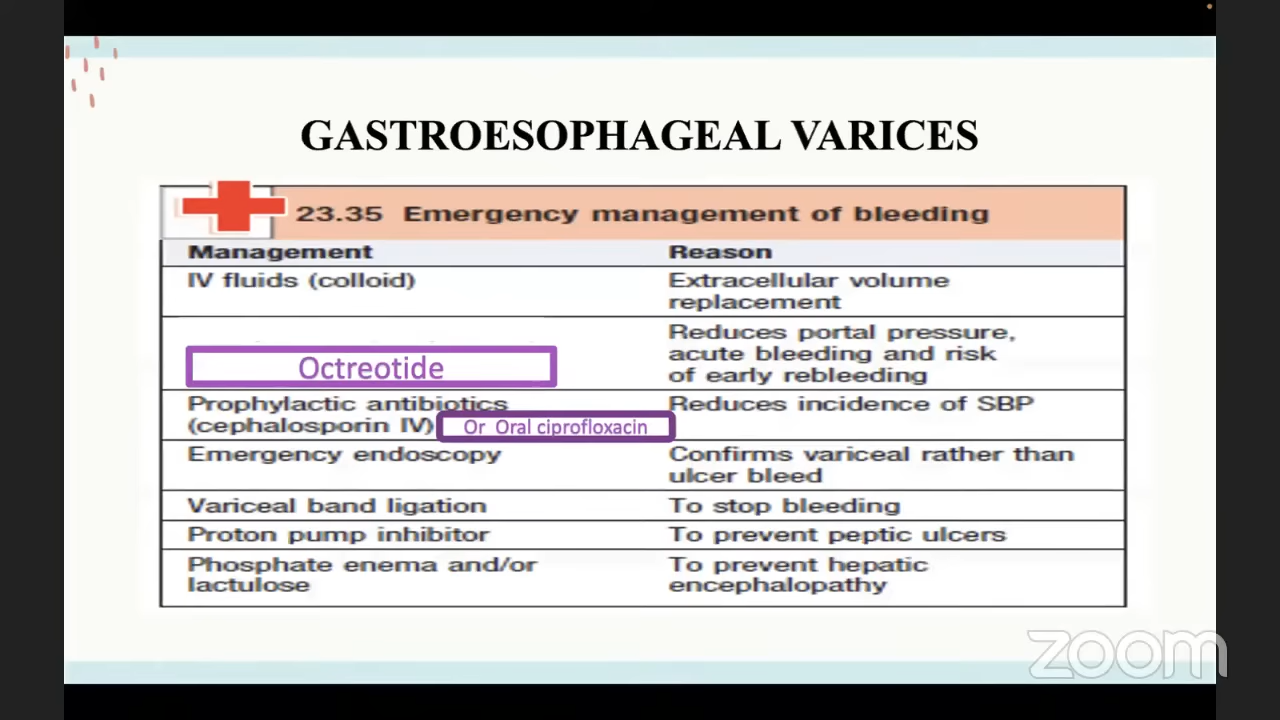 GASTROESOPHAGEAL VARICES
23.35 Emergency management of bleeding
Management Reason
IV fluids (colloid) Extracellular volume
replacement
Octreotide Reduces portal pressure,
acute bleeding and risk
of early rebleeding
Prophylactic antibiotics Reduces incidence of SBP
(cephalosporin IV) Or Oral ciprofloxacin
Emergency endoscopy Confirms variceal rather than
ulcer bleed
Variceal band ligation To stop bleeding
Proton pump inhibitor To prevent peptic ulcers
Phosphate enema and/or To prevent hepatic
lactulose encephalopathy
zoom